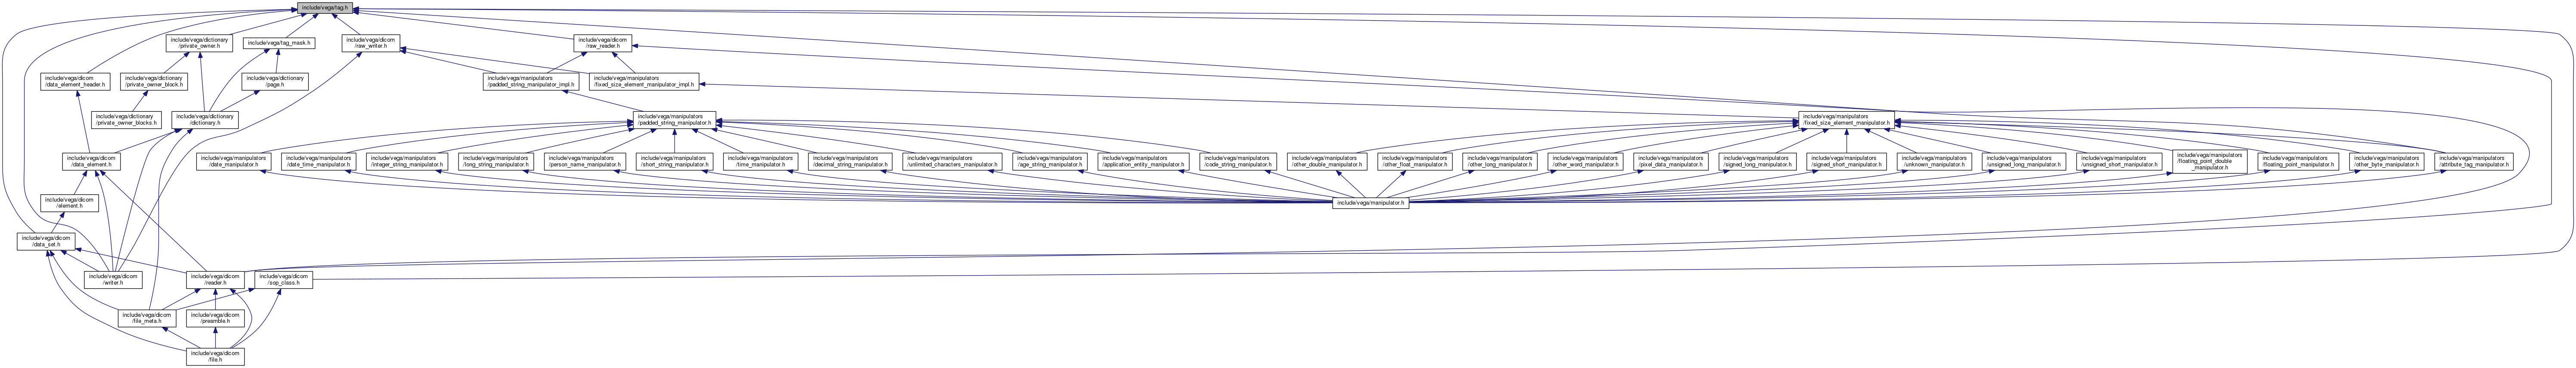 include/vega/tag.h
include/vega/dictionary
/private_owner.h
include/vega/tag_mask.h
include/vega/dicom
/raw_writer.h
include/vega/dicom
/raw_reader.h
include/vega/dicom
/data_element_header.h
include/vega/dictionary
/private_owner_block.h
include/vega/dictionary
/page.h
include/vega/manipulators
/padded_string_manipulator_impl.h
include/vega/manipulators
/fixed_size_element_manipulator_impl.h
include/vega/dictionary
/private_owner_blocks.h
include/vega/dictionary
/dictionary.h
include/vega/manipulators
/padded_string_manipulator.h
include/vega/manipulators
/fixed_size_element_manipulator.h
include/vega/dicom
/data_element.h
include/vega/manipulators
/date_manipulator.h
include/vega/manipulators
/date_time_manipulator.h
include/vega/manipulators
/integer_string_manipulator.h
include/vega/manipulators
/long_string_manipulator.h
include/vega/manipulators
/person_name_manipulator.h
include/vega/manipulators
/short_string_manipulator.h
include/vega/manipulators
/time_manipulator.h
include/vega/manipulators
/decimal_string_manipulator.h
include/vega/manipulators
/unlimited_characters_manipulator.h
include/vega/manipulators
/age_string_manipulator.h
include/vega/manipulators
/application_entity_manipulator.h
include/vega/manipulators
/code_string_manipulator.h
include/vega/manipulators
/other_double_manipulator.h
include/vega/manipulators
/other_float_manipulator.h
include/vega/manipulators
/other_long_manipulator.h
include/vega/manipulators
/other_word_manipulator.h
include/vega/manipulators
/pixel_data_manipulator.h
include/vega/manipulators
/signed_long_manipulator.h
include/vega/manipulators
/signed_short_manipulator.h
include/vega/manipulators
/unknown_manipulator.h
include/vega/manipulators
/unsigned_long_manipulator.h
include/vega/manipulators
/unsigned_short_manipulator.h
include/vega/manipulators
/floating_point_double
_manipulator.h
include/vega/manipulators
/floating_point_manipulator.h
include/vega/manipulators
/other_byte_manipulator.h
include/vega/manipulators
/attribute_tag_manipulator.h
include/vega/dicom
/element.h
include/vega/manipulator.h
include/vega/dicom
/data_set.h
include/vega/dicom
/writer.h
include/vega/dicom
/reader.h
include/vega/dicom
/sop_class.h
include/vega/dicom
/file_meta.h
include/vega/dicom
/preamble.h
include/vega/dicom
/file.h